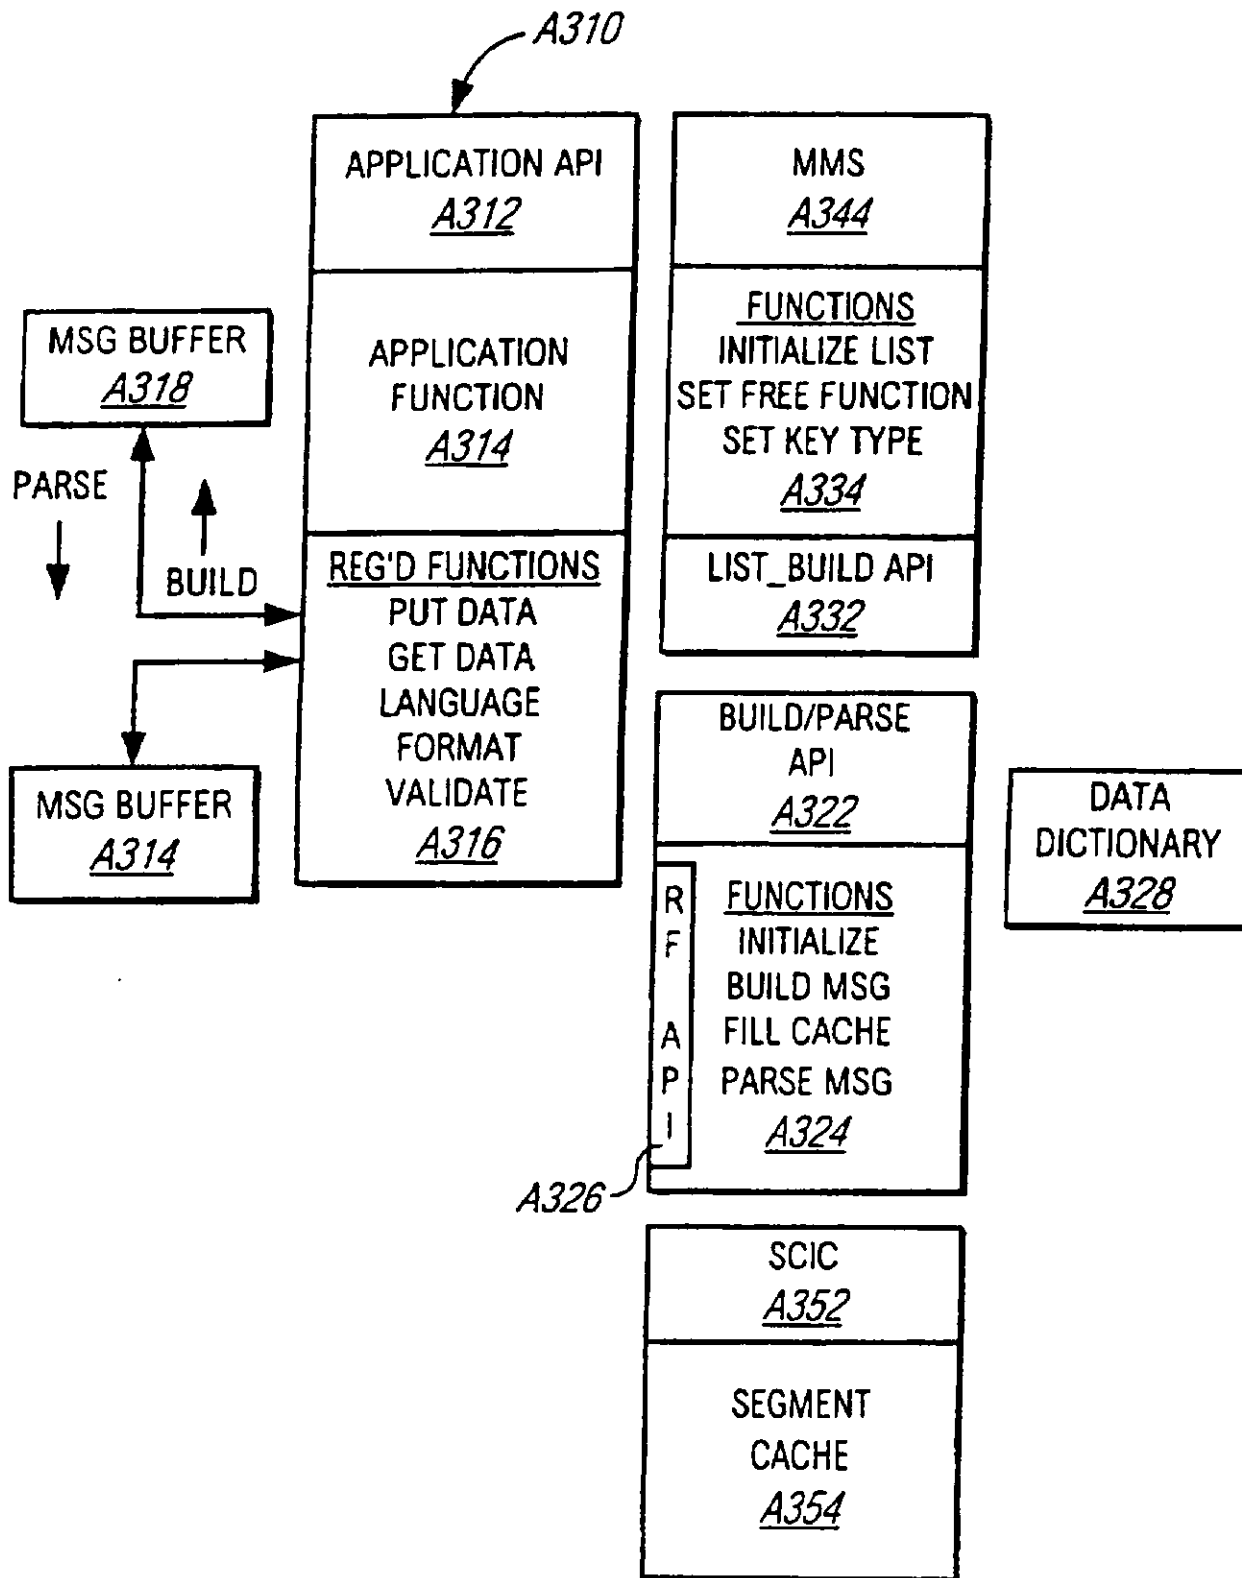 A310
APPLICATION API
A312
APPLICATION
FUNCTION
A314
REG'D FUNCTIONS
PUT DATA
GET DATA
LANGUAGE
FORMAT
VALIDATE
A316
MSG BUFFER
A318
PARSE
BUILD
MSG BUFFER
A314
MMS
A344
FUNCTIONS
INITIALIZE LIST
SET FREE FUNCTION
SET KEY TYPE
A334
LIST_BUILD API
A332
BUILD/PARSE
API
A322
RF API
FUNCTIONS
INITIALIZE
BUILD MSG
FILL CACHE
PARSE MSG
A324
A326
DATA
DICTIONARY
A328
SCIC
A352
SEGMENT
CACHE
A354